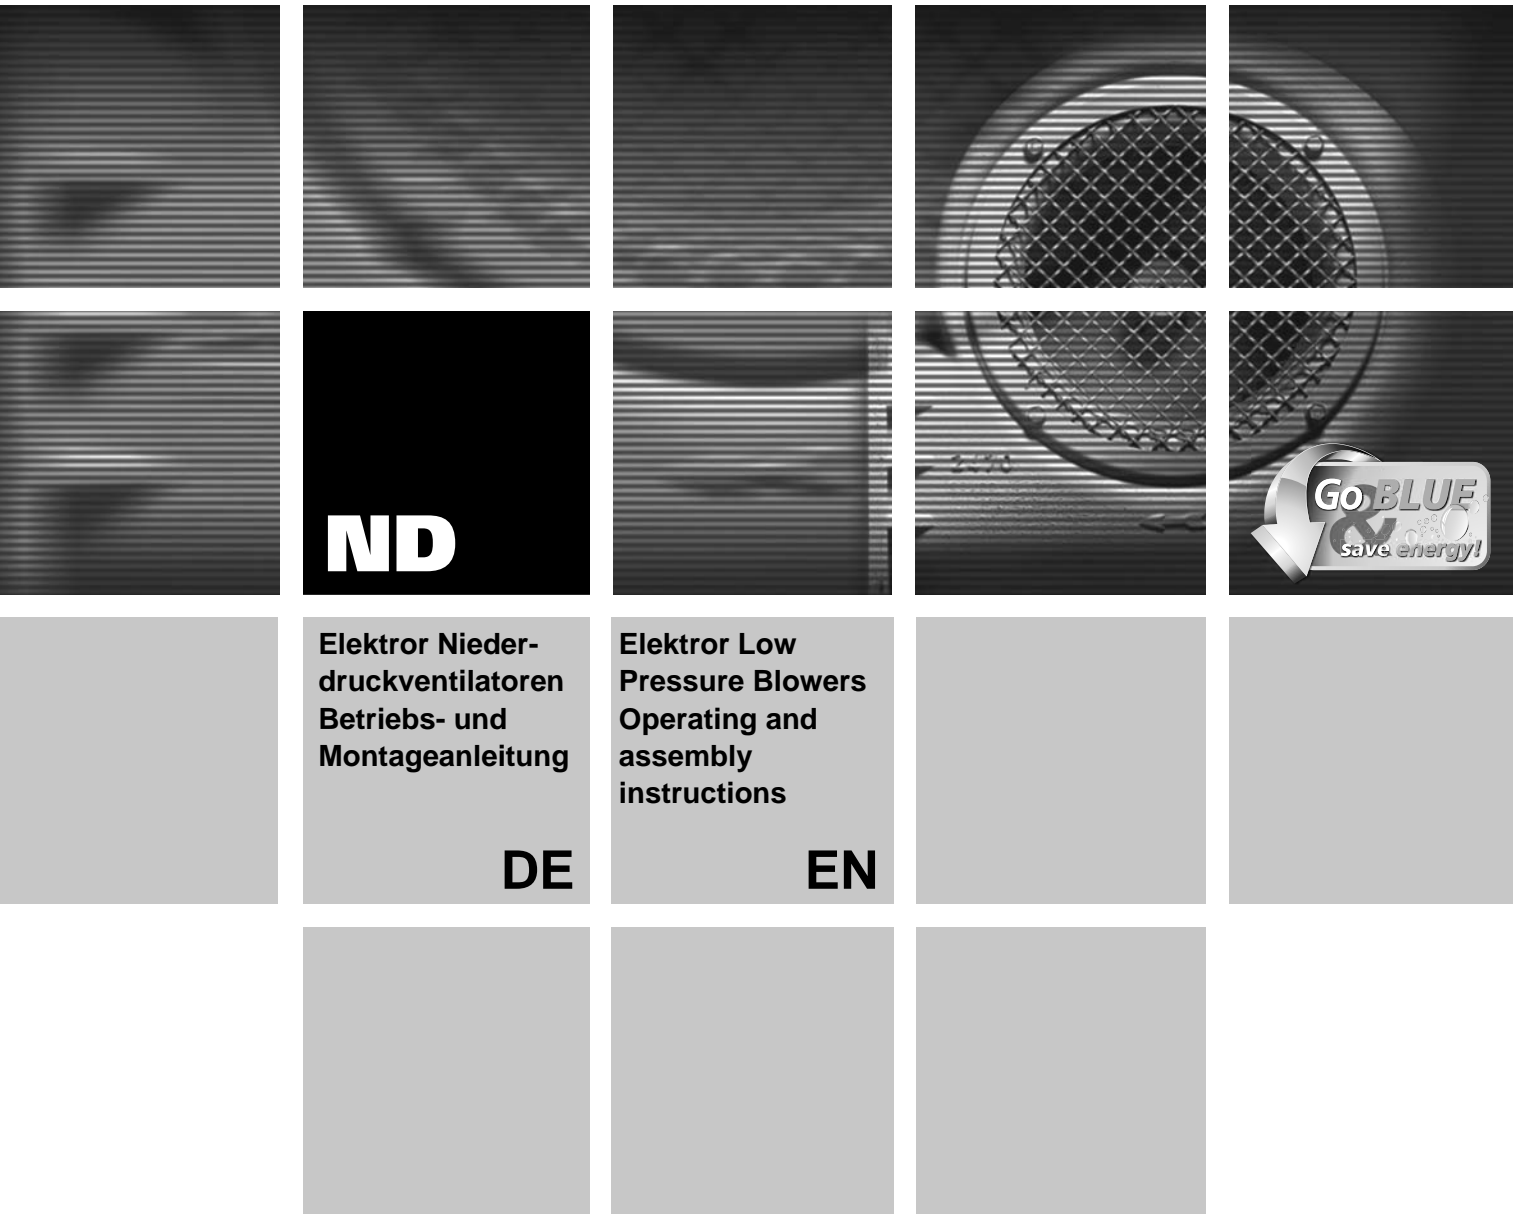 ND
Go BLUE
&
save energy!
Elektror Nieder-
druckventilatoren
Betriebs- und
Montageanleitung
DE
Elektror Low
Pressure Blowers
Operating and
assembly
instructions
EN